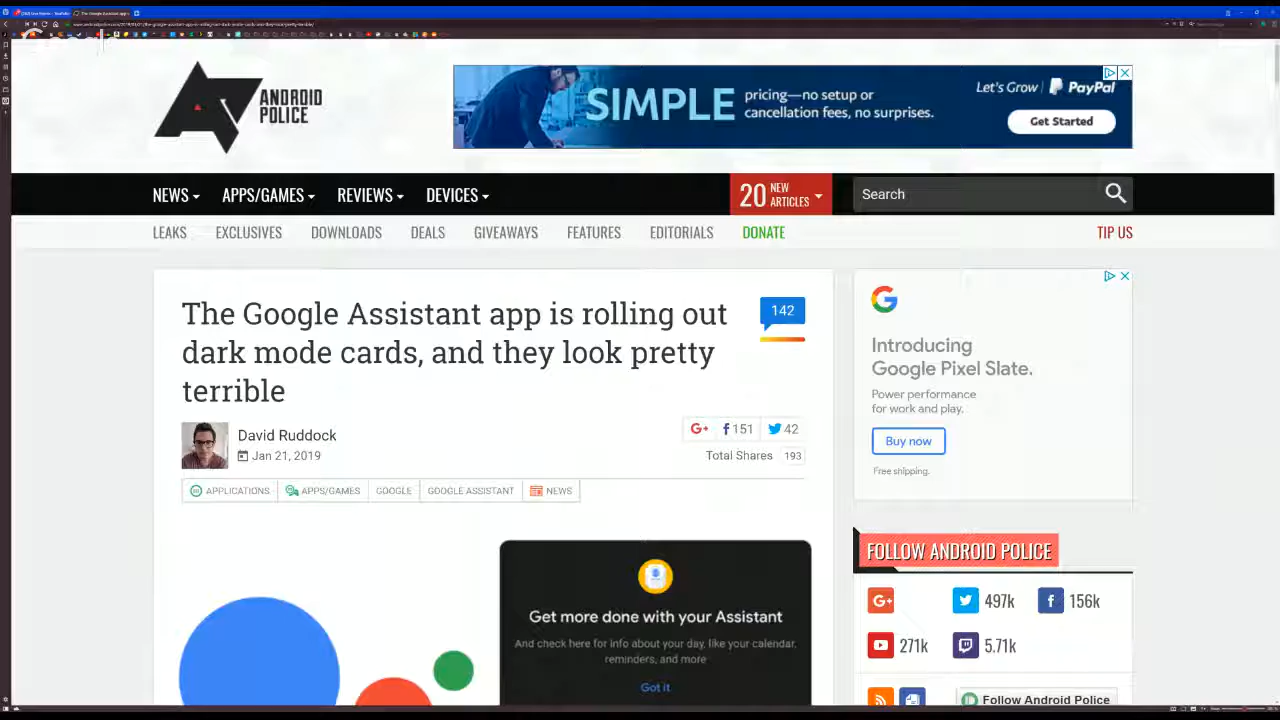 The Google Assistant app
ANDROID
POLICE
SIMPLE
pricing—no setup or
cancellation fees, no surprises.
Let's Grow
PayPal
Get Started
NEWS
APPS/GAMES
REVIEWS
DEVICES
20
NEW
ARTICLES
Search
LEAKS
EXCLUSIVES
DOWNLOADS
DEALS
GIVEAWAYS
FEATURES
EDITORIALS
DONATE
TIP US
The Google Assistant app is rolling out
dark mode cards, and they look pretty
terrible
142
David Ruddock
Jan 21, 2019
G+
151
42
Total Shares 193
APPLICATIONS
APPS/GAMES
GOOGLE
GOOGLE ASSISTANT
NEWS
Get more done with your Assistant
And check here for info about your day, like your calendar,
reminders, and more
Got it
Introducing
Google Pixel Slate.
Power performance
for work and play.
Buy now
Free shipping.
FOLLOW ANDROID POLICE
G+
497k
156k
271k
5.71k
Follow Android Police